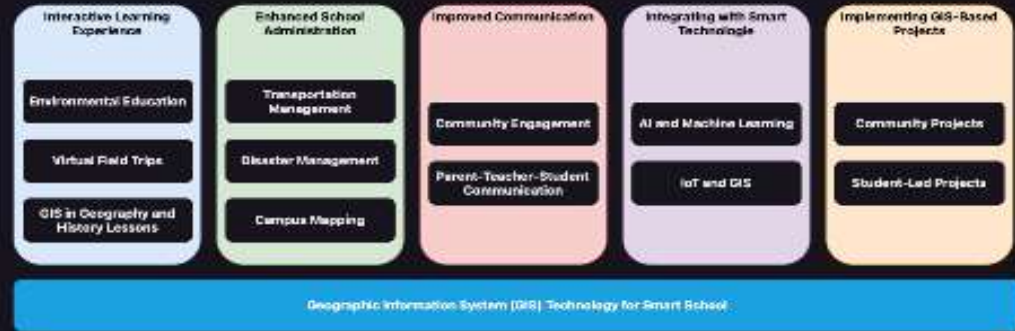 Interactive Learning
Experience
Environmental Education
Virtual Field Trips
GIS in Geography and
History Lessons
Enhanced School
Administration
Transportation
Management
Disaster Management
Campus Mapping
Improved Communication
Community Engagement
Parent-Teacher-Student
Communication
Integrating with Smart
Technologie
AI and Machine Learning
IoT and GIS
Implementing GIS-Based
Projects
Community Projects
Student-Led Projects
Geographic Information System (GIS) Technology for Smart School